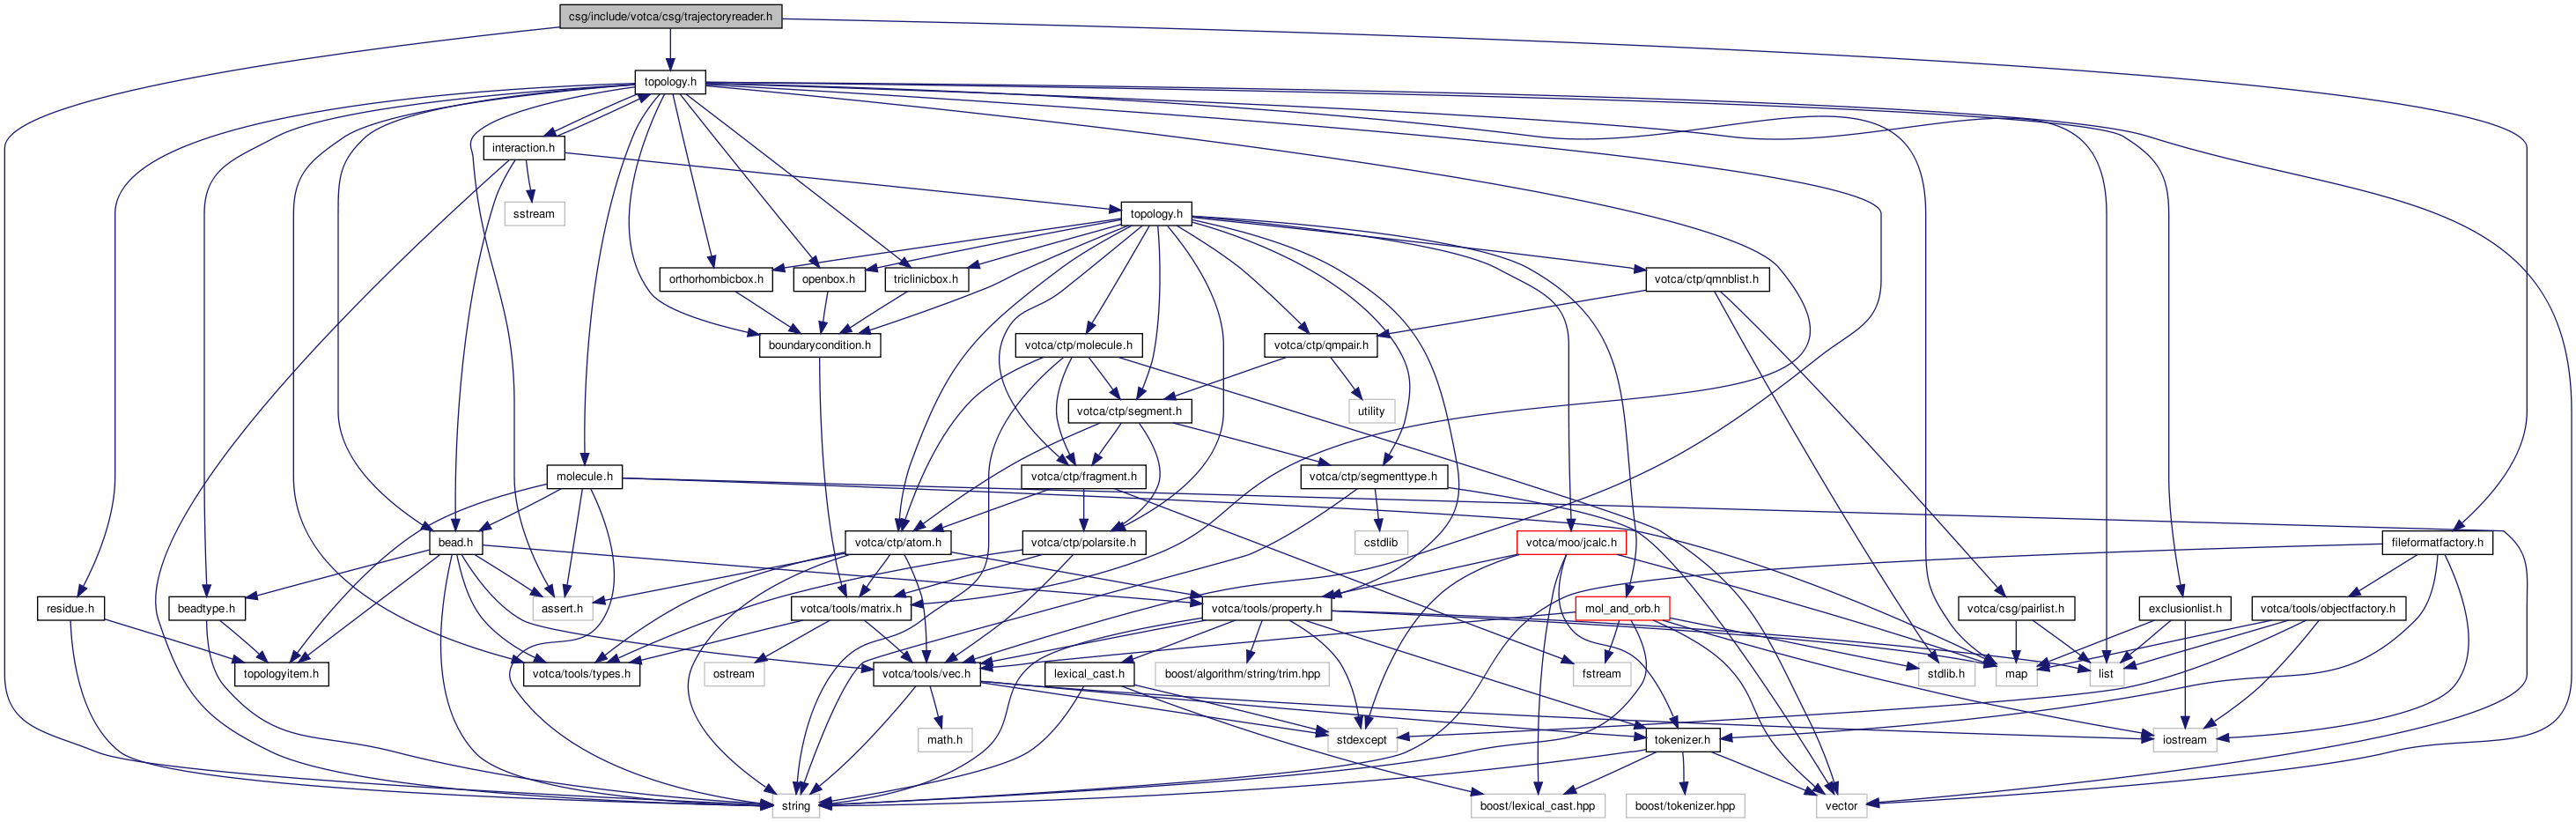 csg/include/votca/csg/trajectoryreader.h
topology.h
interaction.h
sstream
topology.h
orthorhombicbox.h
openbox.h
triclinicbox.h
votca/ctp/qmnblist.h
boundarycondition.h
votca/ctp/molecule.h
votca/ctp/qmpair.h
votca/ctp/segment.h
utility
molecule.h
votca/ctp/fragment.h
votca/ctp/segmenttype.h
bead.h
votca/ctp/atom.h
votca/ctp/polarsite.h
cstdlib
votca/moo/jcalc.h
fileformatfactory.h
residue.h
beadtype.h
assert.h
votca/tools/matrix.h
votca/tools/property.h
mol_and_orb.h
votca/csg/pairlist.h
exclusionlist.h
votca/tools/objectfactory.h
topologyitem.h
votca/tools/types.h
ostream
votca/tools/vec.h
lexical_cast.h
boost/algorithm/string/trim.hpp
fstream
stdlib.h
map
list
math.h
stdexcept
tokenizer.h
iostream
string
boost/lexical_cast.hpp
boost/tokenizer.hpp
vector